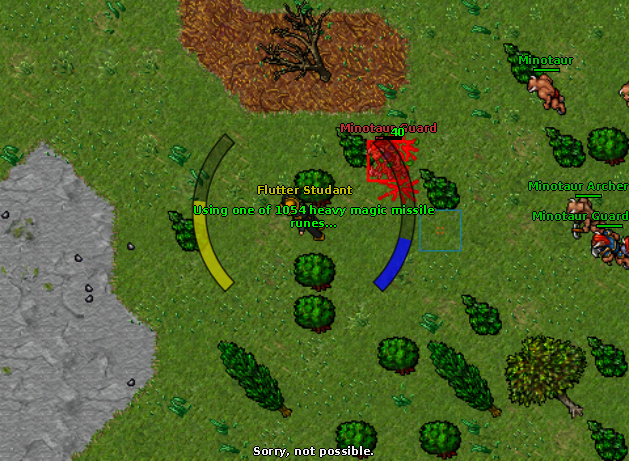 Minotaur
Minotaur Guard
40
Minotaur Archer
Flutter Studant
Using one of 1054 heavy magic missile
runes...
Minotaur Guard
Sorry, not possible.